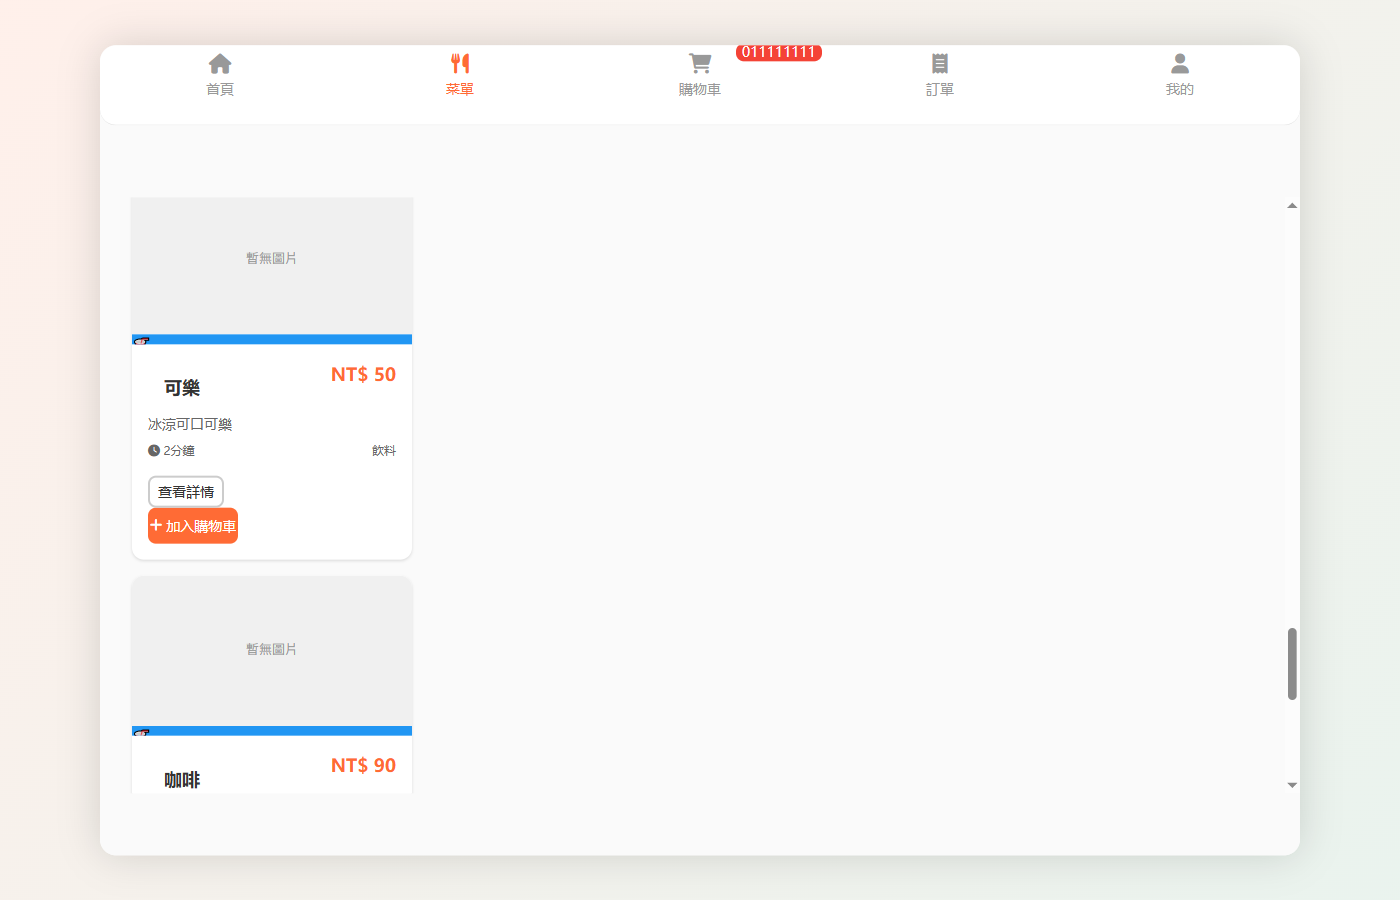 首頁
菜單
購物車
011111111
訂單
我的
暫無圖片
NT$ 50
可樂
冰涼可口可樂
2分鐘
飲料
查看詳情
加入購物車
暫無圖片
NT$ 90
咖啡